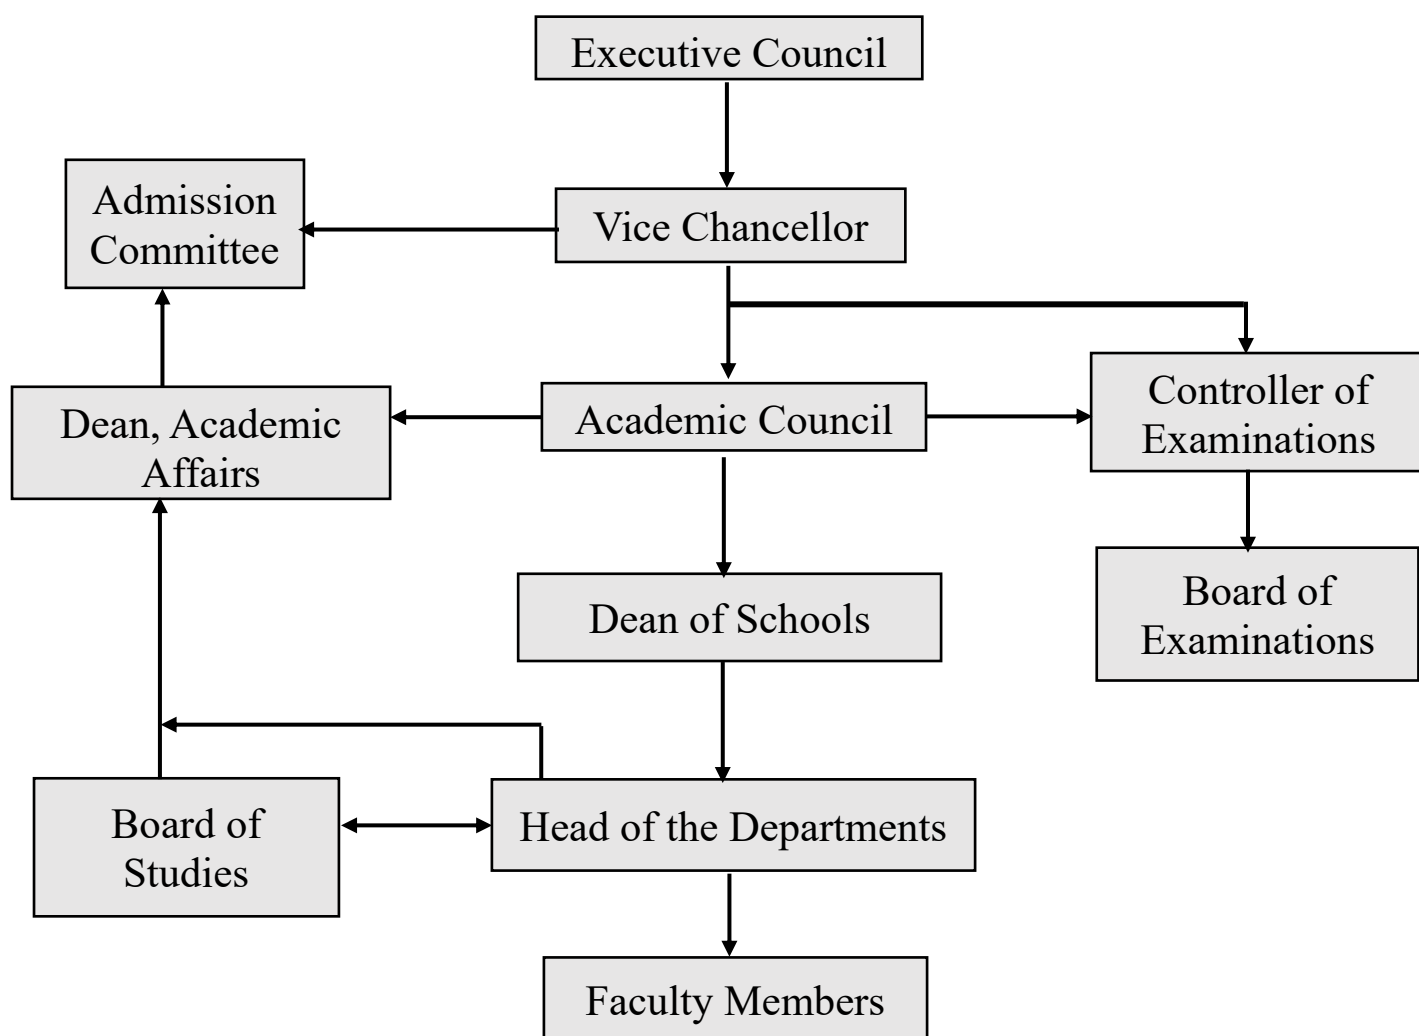 Executive Council
Admission
Committee
Vice Chancellor
Dean, Academic
Affairs
Academic Council
Controller of
Examinations
Dean of Schools
Board of
Examinations
Board of
Studies
Head of the Departments
Faculty Members